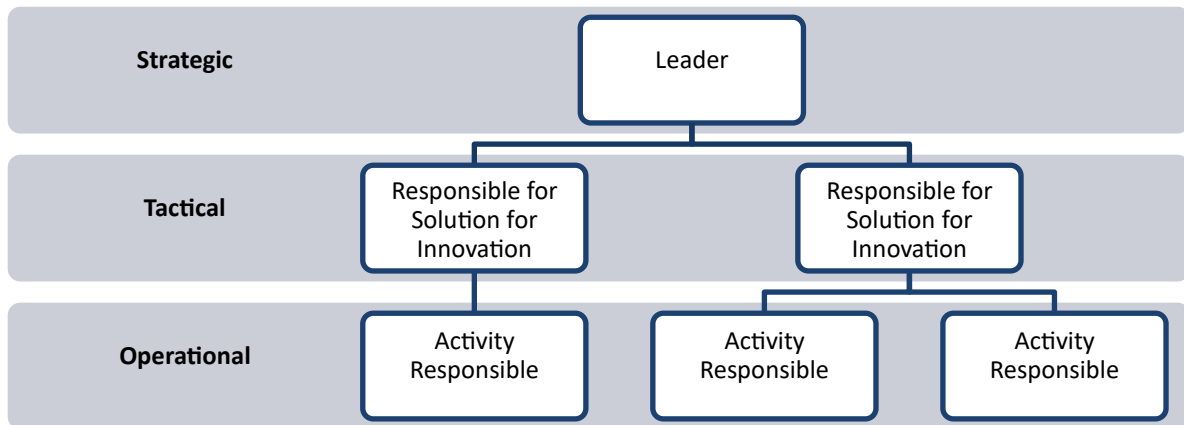 Strategic
Leader
Tactical
Responsible for
Solution for
Innovation
Responsible for
Solution for
Innovation
Operational
Activity
Responsible
Activity
Responsible
Activity
Responsible